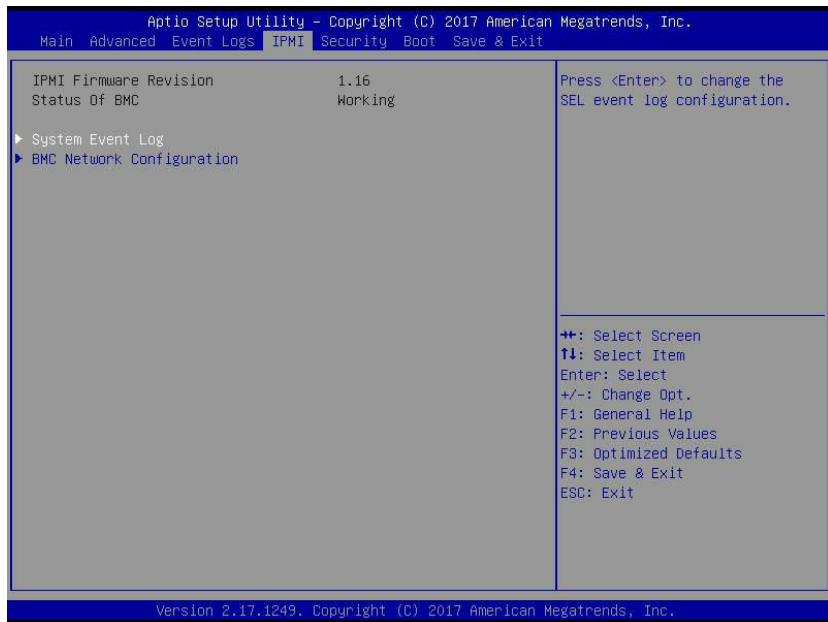 Aptio Setup Utility – Copyright (C) 2017 American Megatrends, Inc.
Main Advanced Event Logs IPMI Security Boot Save & Exit
IPMI Firmware Revision 1.16
Status Of BMC Working
▶ System Event Log
▶ BMC Network Configuration
Press <Enter> to change the
SEL event log configuration.
→←: Select Screen
↑↓: Select Item
Enter: Select
+/-: Change Opt.
F1: General Help
F2: Previous Values
F3: Optimized Defaults
F4: Save & Exit
ESC: Exit
Version 2.17.1249. Copyright (C) 2017 American Megatrends, Inc.